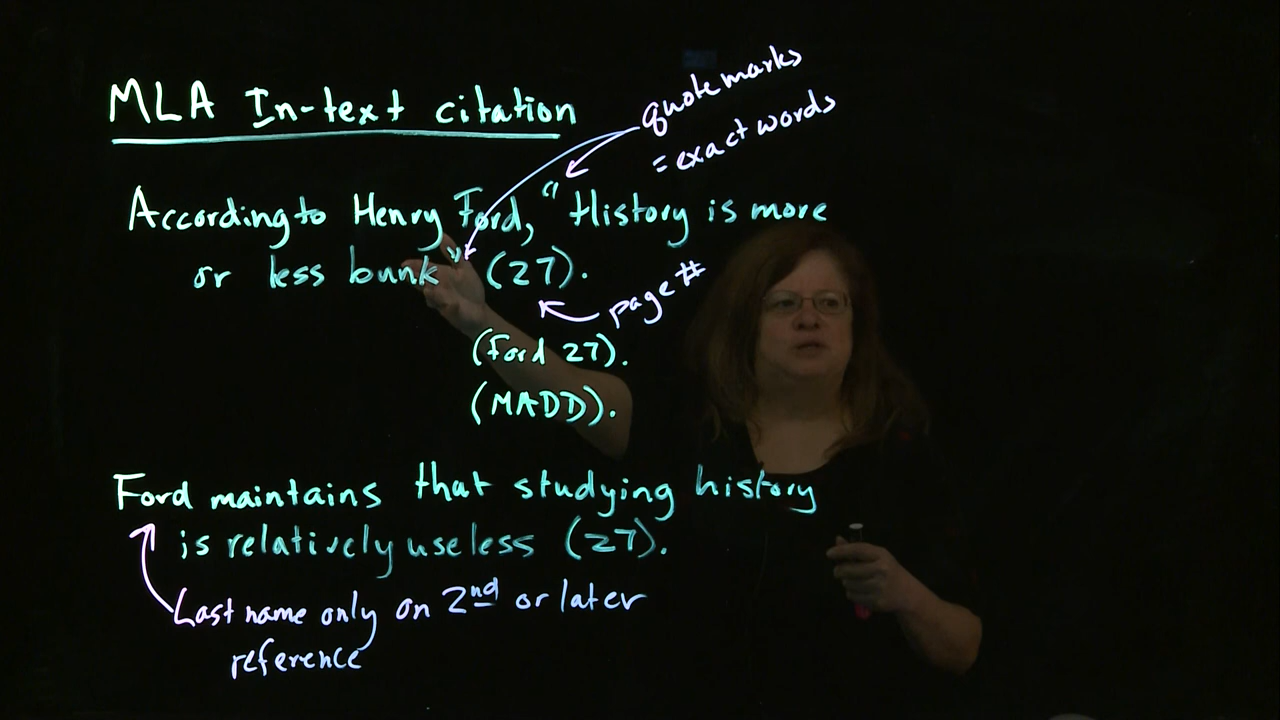 MLA In-text citation
quotemarks
= exact words
According to Henry Ford, "History is more
or less bunk" (27).
page #
(Ford 27).
(MADD).
Ford maintains that studying history
is relatively useless (27).
Last name only on 2nd or later
reference